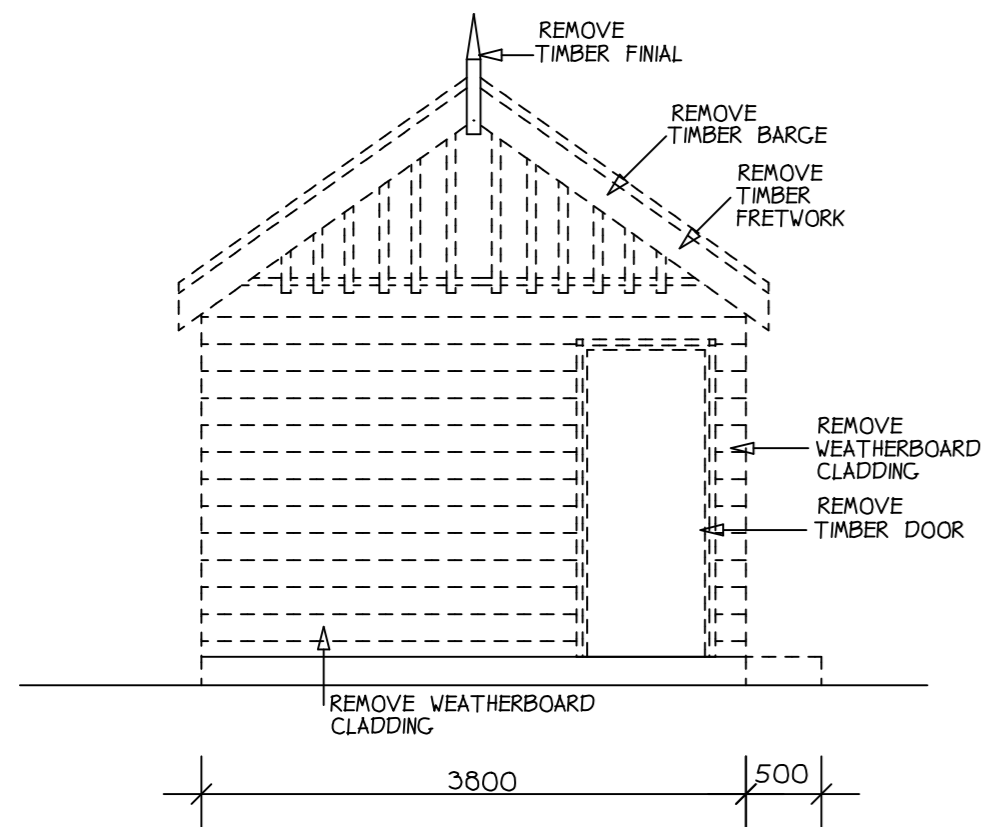 REMOVE
TIMBER FINIAL
REMOVE
TIMBER BARGE
REMOVE
TIMBER
FRETWORK
REMOVE
WEATHERBOARD
CLADDING
REMOVE
TIMBER DOOR
REMOVE WEATHERBOARD
CLADDING
3800
500